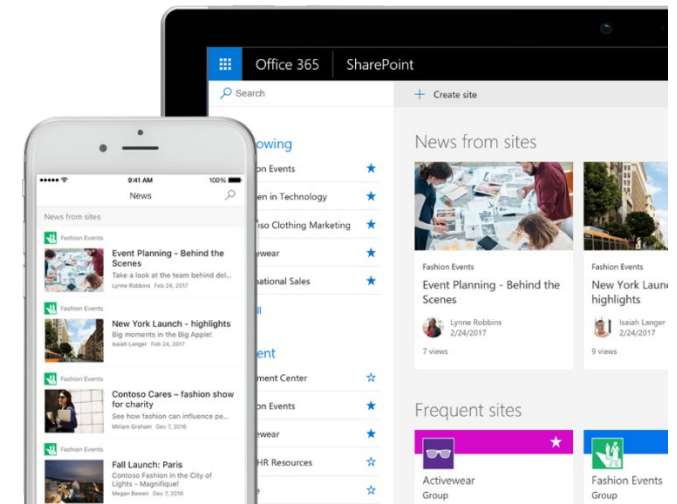 Office 365
SharePoint
Search
+ Create site
owing
on Events
en in Technology
so Clothing Marketing
ewear
national Sales
ll
ent
ment Center
on Events
ewear
HR Resources
e
News from sites
Fashion Events
Event Planning - Behind the
Scenes
Lynne Robbins
2/24/2017
7 views
Fashion Events
New York Laun
highlights
Isaiah Langer
2/24/2017
9 views
Frequent sites
Activewear
Group
Fashion Events
Group
9:41 AM
100%
News
News from sites
Fashion Events
Event Planning - Behind the
Scenes
Take a look at the team behind del...
Lynne Robbins Feb 24, 2017
Fashion Events
New York Launch - highlights
Big moments in the Big Apple!
Isaiah Langer Feb 24, 2017
Fashion Events
Contoso Cares – fashion show
for charity
See how fashion can influence pe...
Miriam Graham Dec 7, 2016
Fashion Events
Fall Launch: Paris
Contoso Fashion in the City of
Lights - Magnifique!
Megan Bowen Dec 7, 2016